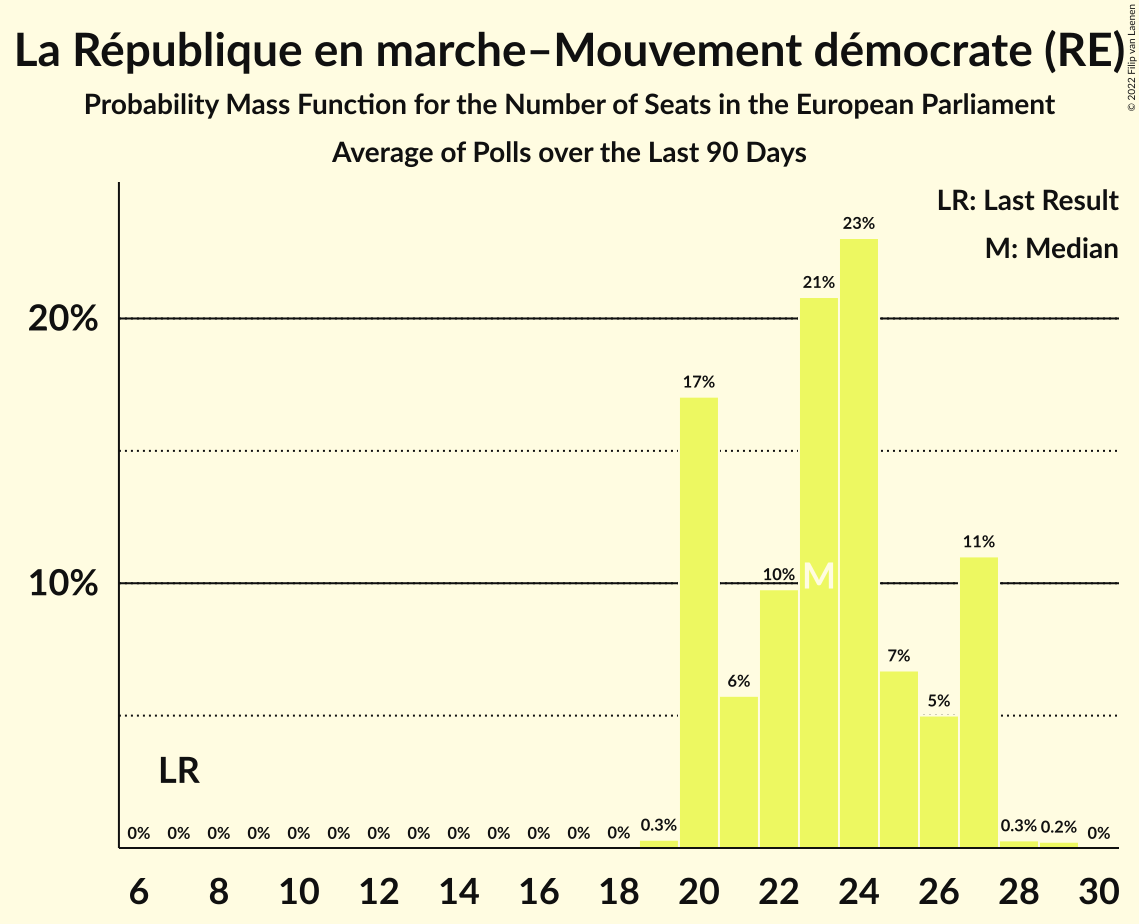 La République en marche–Mouvement démocrate (RE)
© 2022 Filip van Laenen
Probability Mass Function for the Number of Seats in the European Parliament
Average of Polls over the Last 90 Days
LR: Last Result
M: Median
23%
21%
20%
17%
11%
10%
10%
M
7%
6%
5%
LR
0% 0% 0% 0% 0% 0% 0% 0% 0% 0% 0% 0% 0% 0.3% 0.3% 0.2% 0%
6 8 10 12 14 16 18 20 22 24 26 28 30